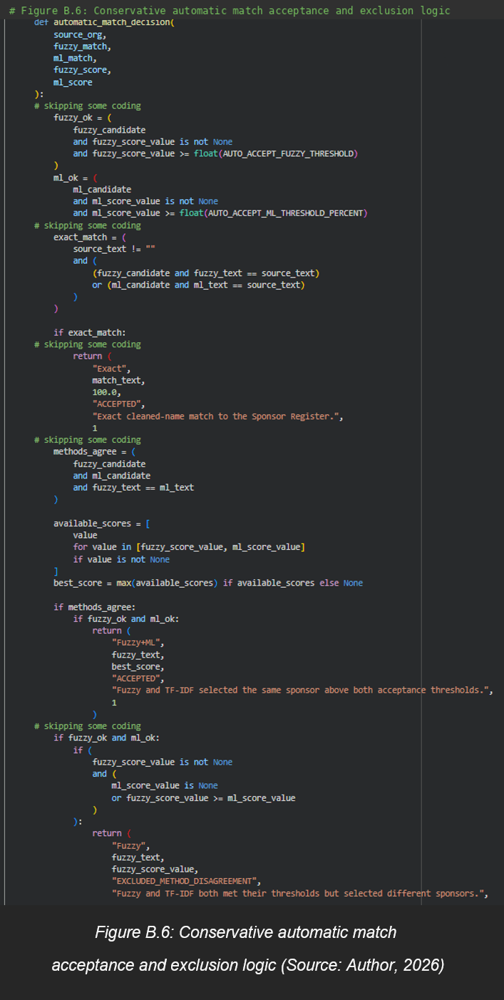 # Figure B.6: Conservative automatic match acceptance and exclusion logic
def automatic_match_decision(
source_org,
fuzzy_match,
ml_match,
fuzzy_score,
ml_score
):
# skipping some coding
fuzzy_ok = (
fuzzy_candidate
and fuzzy_score_value is not None
and fuzzy_score_value >= float(AUTO_ACCEPT_FUZZY_THRESHOLD)
)
ml_ok = (
ml_candidate
and ml_score_value is not None
and ml_score_value >= float(AUTO_ACCEPT_ML_THRESHOLD_PERCENT)
# skipping some coding
exact_match = (
source_text != ""
and (
(fuzzy_candidate and fuzzy_text == source_text)
or (ml_candidate and ml_text == source_text)
)
)
if exact_match:
# skipping some coding
return (
"Exact",
match_text,
100.0,
"ACCEPTED",
"Exact cleaned-name match to the Sponsor Register.",
1
# skipping some coding
methods_agree = (
fuzzy_candidate
and ml_candidate
and fuzzy_text == ml_text
)
available_scores = [
value
for value in [fuzzy_score_value, ml_score_value]
if value is not None
]
best_score = max(available_scores) if available_scores else None
if methods_agree:
if fuzzy_ok and ml_ok:
return (
"Fuzzy+ML",
fuzzy_text,
best_score,
"ACCEPTED",
"Fuzzy and TF-IDF selected the same sponsor above both acceptance thresholds.",
1
)
# skipping some coding
if fuzzy_ok and ml_ok:
if (
fuzzy_score_value is not None
and (
ml_score_value is None
or fuzzy_score_value >= ml_score_value
)
):
return (
"Fuzzy",
fuzzy_text,
fuzzy_score_value,
"EXCLUDED_METHOD_DISAGREEMENT",
"Fuzzy and TF-IDF both met their thresholds but selected different sponsors.",
Figure B.6: Conservative automatic match
acceptance and exclusion logic (Source: Author, 2026)